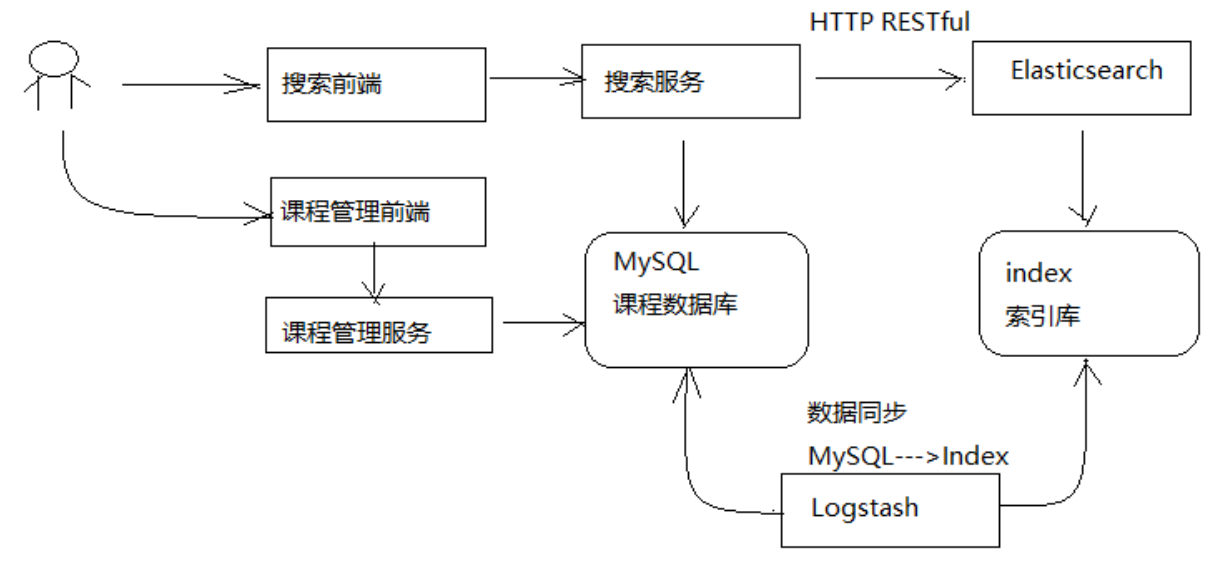 HTTP RESTful
搜索前端
搜索服务
Elasticsearch
课程管理前端
MySQL
课程数据库
index
索引库
课程管理服务
数据同步
MySQL--->Index
Logstash